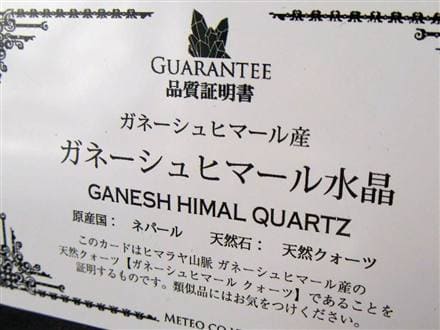 GUARANTEE
品質証明書
ガネーシュヒマール産
ガネーシュヒマール水晶
GANESH HIMAL QUARTZ
原産国： ネパール 天然石： 天然クォーツ
このカードはヒマラヤ山脈 ガネーシュヒマール産の
天然クォーツ【ガネーシュヒマール クォーツ】であることを
証明するものです。類似品にはお気をつけください。
METEO CO.